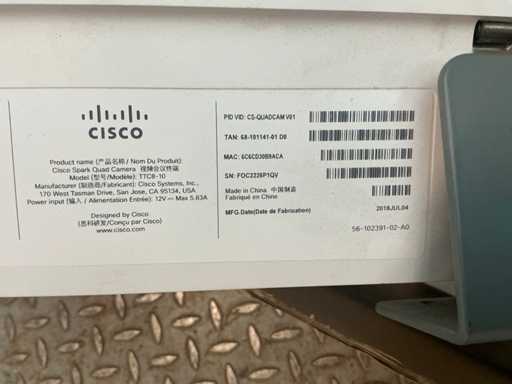 CISCO
Product name (产品名称/ Nom Du Produit):
Cisco Spark Quad Camera 视频会议终端
Model (型号/Modèle): TTC8-10
Manufacturer (制造商/Fabricant): Cisco Systems, Inc.,
170 West Tasman Drive, San Jose, CA 95134, USA
Power input (输入 / Alimentation Entrée): 12V⎓ Max 5.83A
Designed by Cisco
(思科研发/Conçu par Cisco)
www.cisco.com
PID VID: CS-QUADCAM V01
TAN: 68-101141-01 D0
MAC: 6C6CD30B9ACA
SN: FOC2226P1QV
Made in China 中国制造
Fabriqué en Chine
MFG.Date(Date de Fabrication)
2018JUL04
56-102391-02-A0